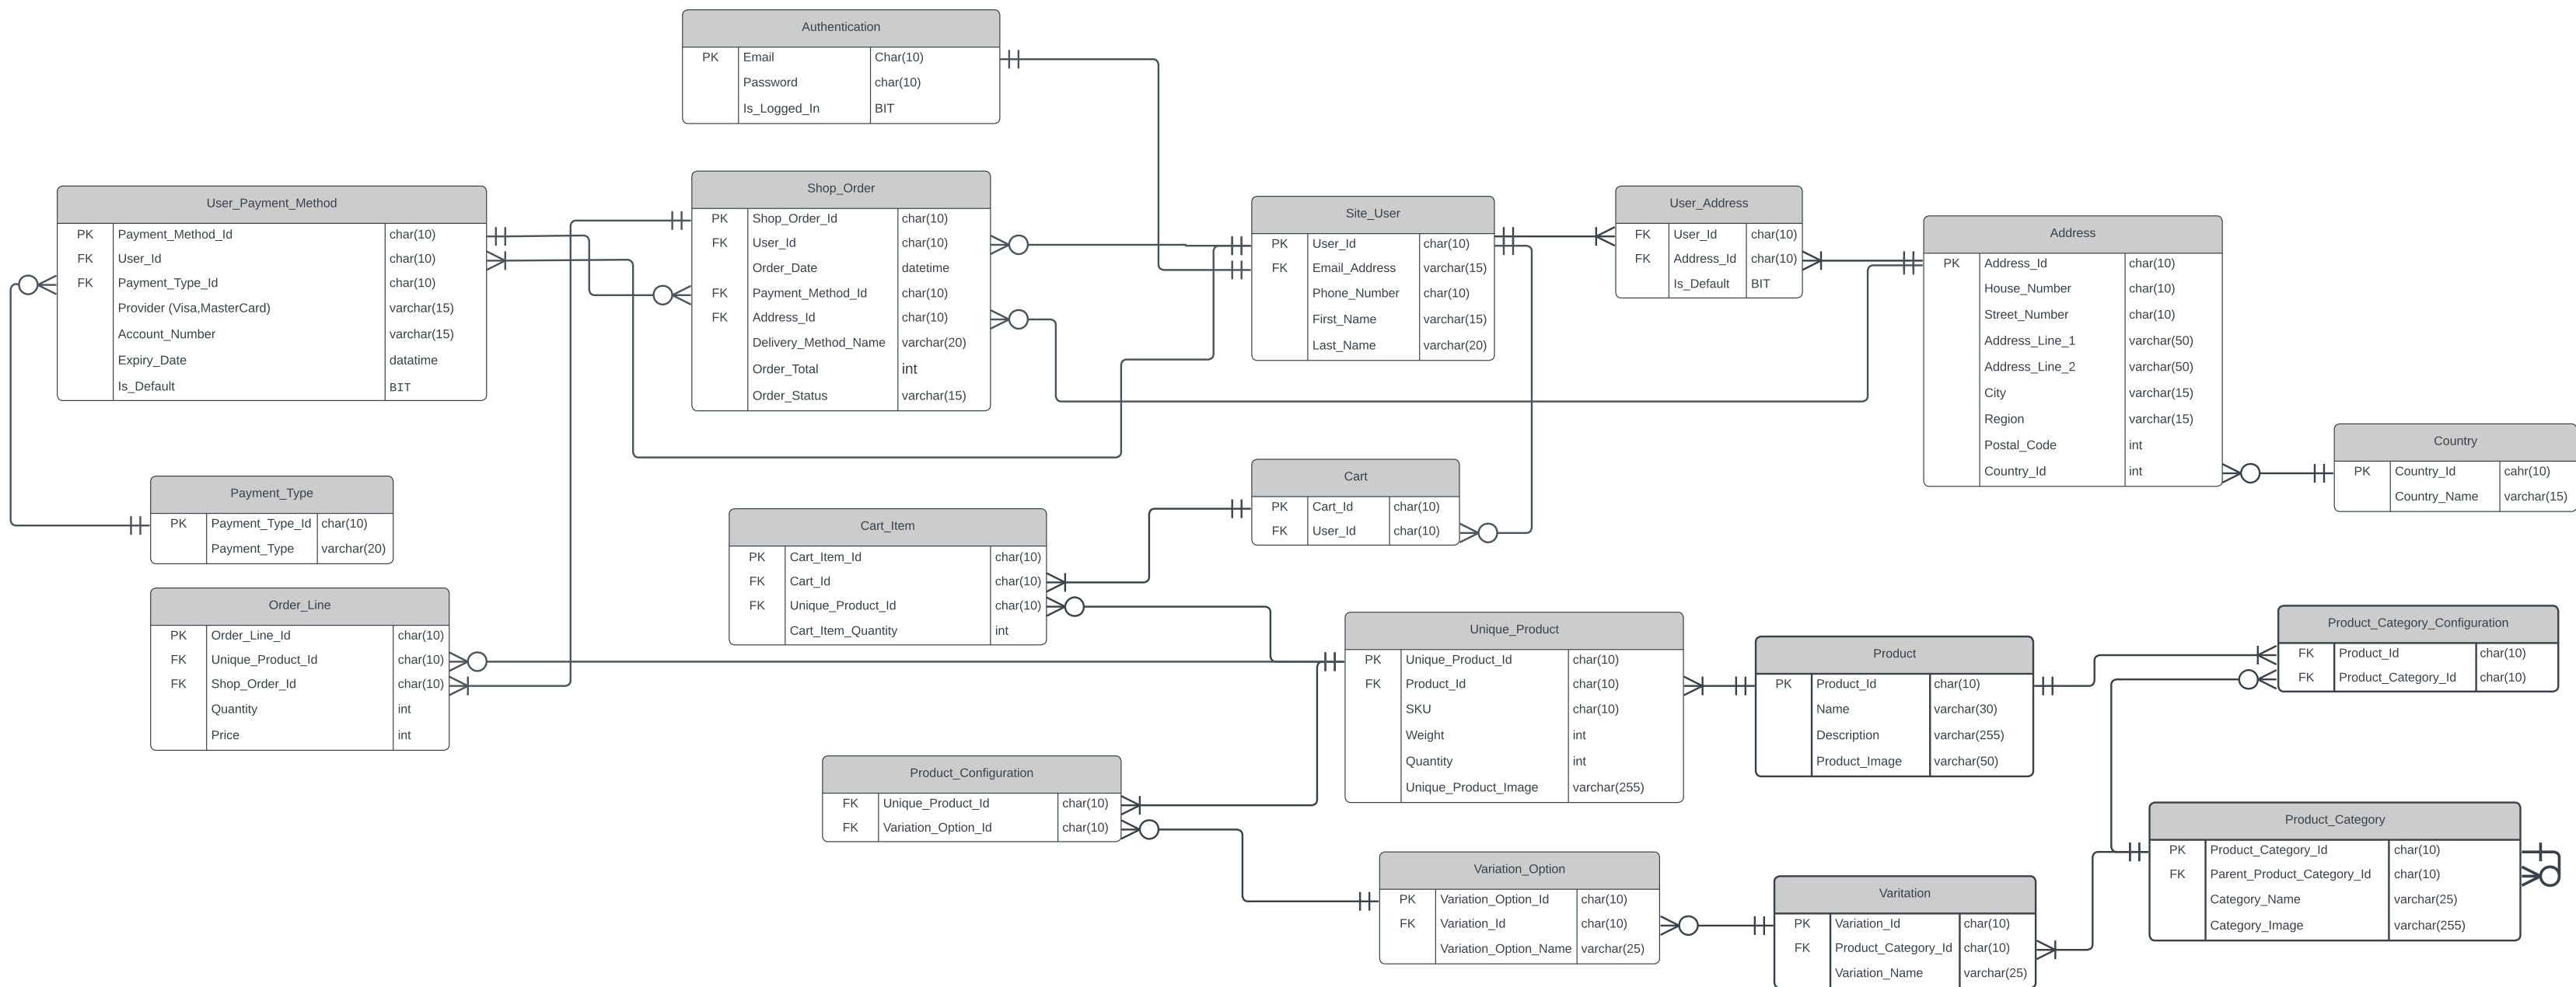 Authentication
PK Email Char(10)
Password char(10)
Is_Logged_In BIT
User_Payment_Method
PK Payment_Method_Id char(10)
FK User_Id char(10)
FK Payment_Type_Id char(10)
Provider (Visa,MasterCard) varchar(15)
Account_Number varchar(15)
Expiry_Date datatime
Is_Default BIT
Shop_Order
PK Shop_Order_Id char(10)
FK User_Id char(10)
Order_Date datetime
FK Payment_Method_Id char(10)
FK Address_Id char(10)
Delivery_Method_Name varchar(20)
Order_Total int
Order_Status varchar(15)
Site_User
PK User_Id char(10)
FK Email_Address varchar(15)
Phone_Number char(10)
First_Name varchar(15)
Last_Name varchar(20)
User_Address
FK User_Id char(10)
FK Address_Id char(10)
Is_Default BIT
Address
PK Address_Id char(10)
House_Number char(10)
Street_Number char(10)
Address_Line_1 varchar(50)
Address_Line_2 varchar(50)
City varchar(15)
Region varchar(15)
Postal_Code int
Country_Id int
Country
PK Country_Id cahr(10)
Country_Name varchar(15)
Payment_Type
PK Payment_Type_Id char(10)
Payment_Type varchar(20)
Cart
PK Cart_Id char(10)
FK User_Id char(10)
Cart_Item
PK Cart_Item_Id char(10)
FK Cart_Id char(10)
FK Unique_Product_Id char(10)
Cart_Item_Quantity int
Order_Line
PK Order_Line_Id char(10)
FK Unique_Product_Id char(10)
FK Shop_Order_Id char(10)
Quantity int
Price int
Unique_Product
PK Unique_Product_Id char(10)
FK Product_Id char(10)
SKU char(10)
Weight int
Quantity int
Unique_Product_Image varchar(255)
Product
PK Product_Id char(10)
Name varchar(30)
Description varchar(255)
Product_Image varchar(50)
Product_Category_Configuration
FK Product_Id char(10)
FK Product_Category_Id char(10)
Product_Configuration
FK Unique_Product_Id char(10)
FK Variation_Option_Id char(10)
Product_Category
PK Product_Category_Id char(10)
FK Parent_Product_Category_Id char(10)
Category_Name varchar(25)
Category_Image varchar(255)
Variation_Option
PK Variation_Option_Id char(10)
FK Variation_Id char(10)
Variation_Option_Name varchar(25)
Varitation
PK Variation_Id char(10)
FK Product_Category_Id char(10)
Variation_Name varchar(25)